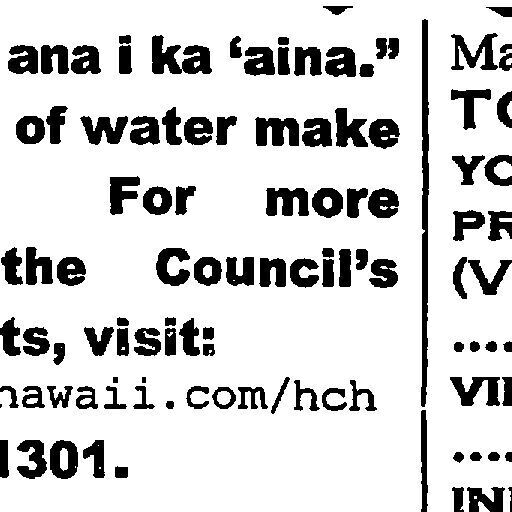 ana i ka ‘aina.”
of water make
For more
the Council’s
ts, visit:
hawaii.com/hch
1301.
Ma
TO
YO
PR
(V
....
VII
....
INI